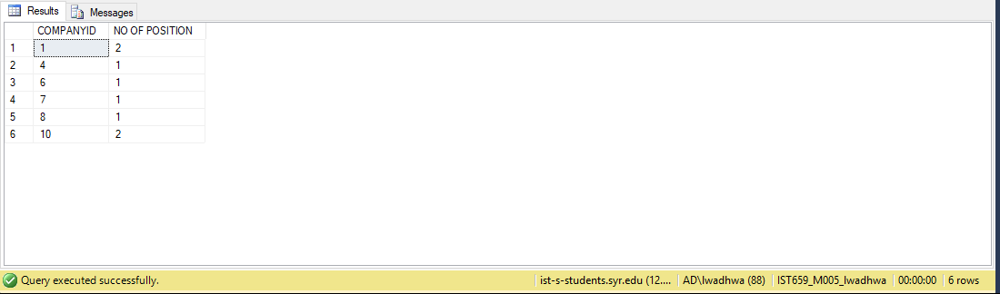 Results Messages
COMPANYID NO OF POSITION
1 1 2
2 4 1
3 6 1
4 7 1
5 8 1
6 10 2
Query executed successfully. ist-s-students.syr.edu (12.... AD\lwadhwa (88) IST659_M005_lwadhwa 00:00:00 6 rows